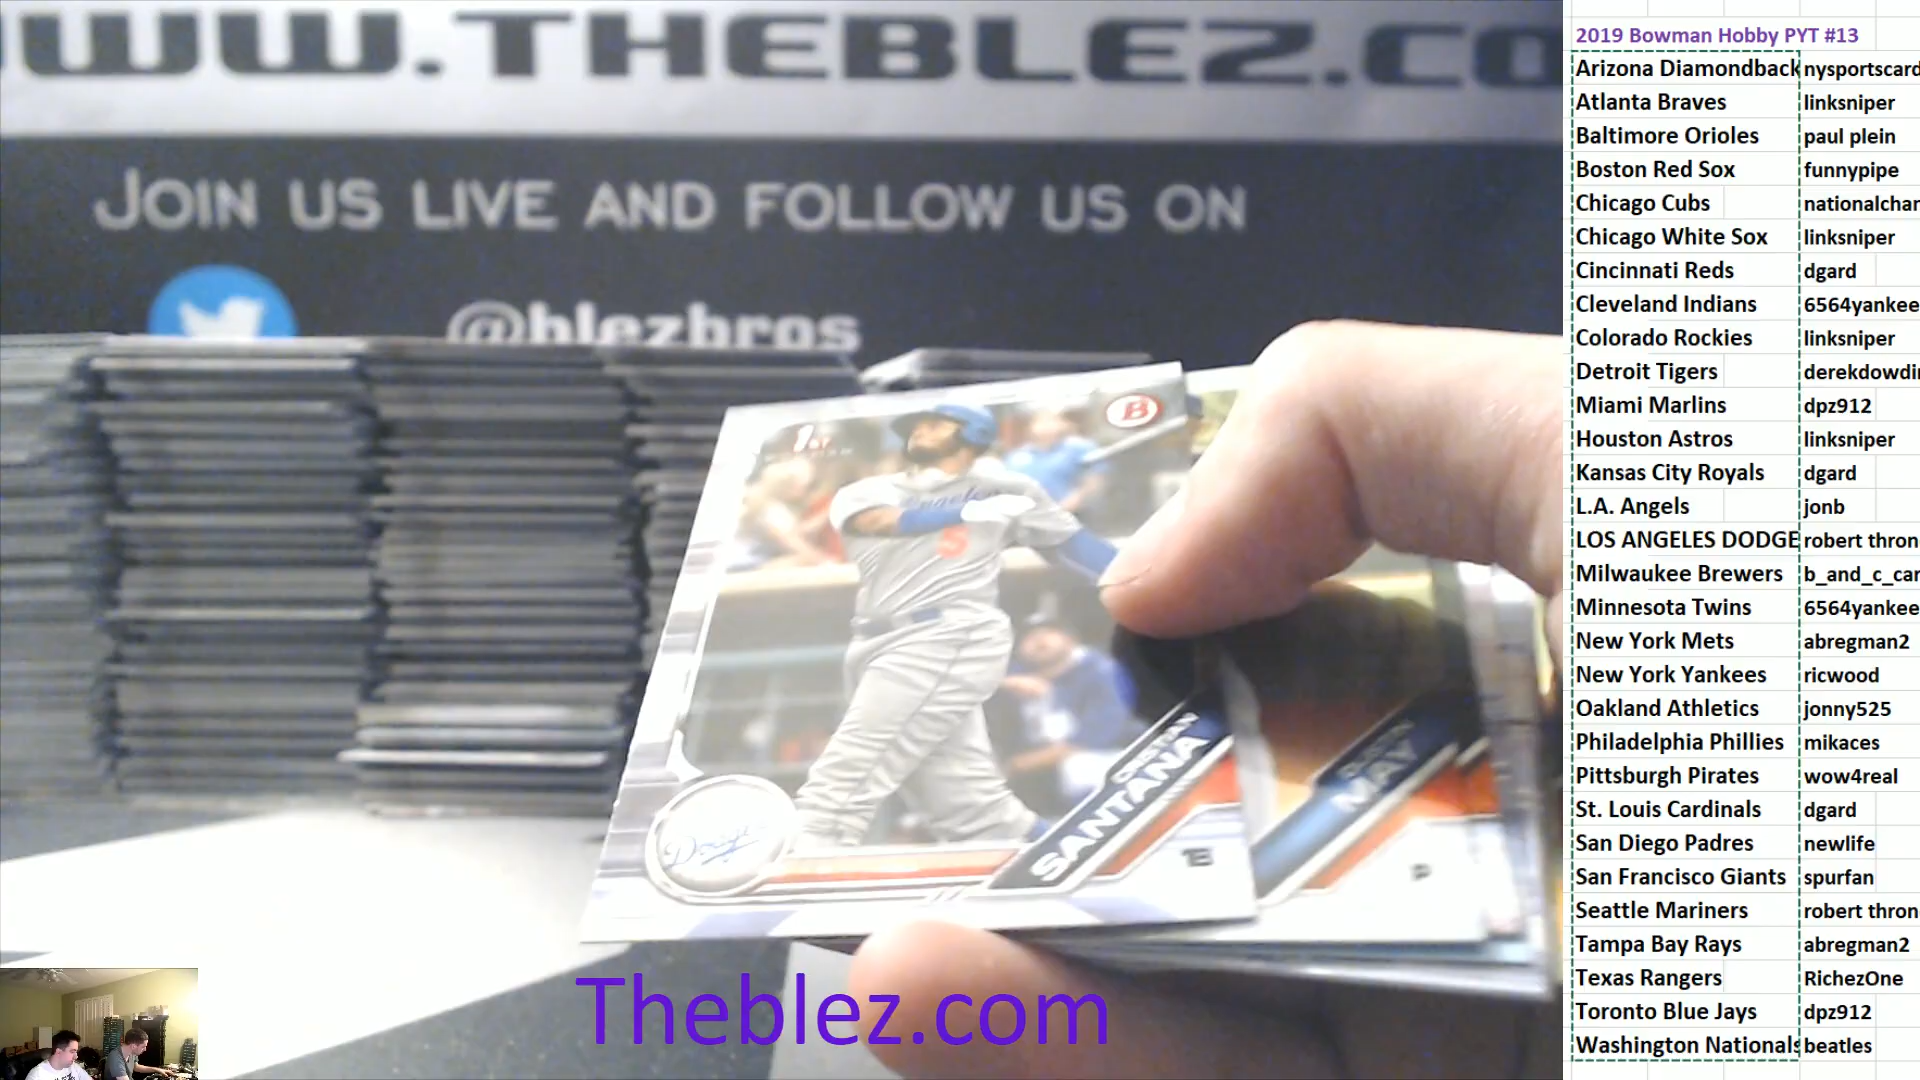 WWW.THEBLEZ.CO
JOIN US LIVE AND FOLLOW US ON
@blezbros
1ST
B
Dodgers
SANTANA
1B
MAY
P
Theblez.com
2019 Bowman Hobby PYT #13
Arizona Diamondback nysportscard
Atlanta Braves linksniper
Baltimore Orioles paul plein
Boston Red Sox funnypipe
Chicago Cubs nationalchar
Chicago White Sox linksniper
Cincinnati Reds dgard
Cleveland Indians 6564yankee
Colorado Rockies linksniper
Detroit Tigers derekdowdin
Miami Marlins dpz912
Houston Astros linksniper
Kansas City Royals dgard
L.A. Angels jonb
LOS ANGELES DODGE robert thron
Milwaukee Brewers b_and_c_car
Minnesota Twins 6564yankee
New York Mets abregman2
New York Yankees ricwood
Oakland Athletics jonny525
Philadelphia Phillies mikaces
Pittsburgh Pirates wow4real
St. Louis Cardinals dgard
San Diego Padres newlife
San Francisco Giants spurfan
Seattle Mariners robert thron
Tampa Bay Rays abregman2
Texas Rangers RichezOne
Toronto Blue Jays dpz912
Washington Nationals beatles